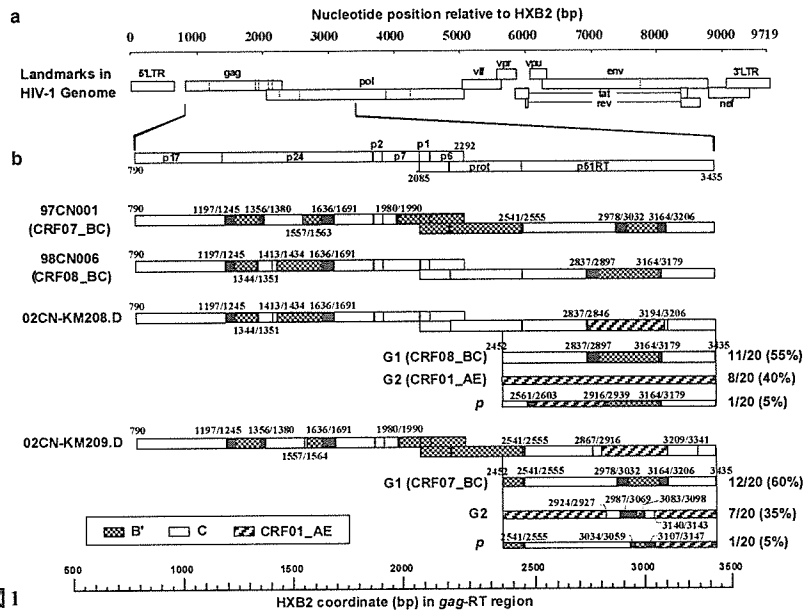 a
Nucleotide position relative to HXB2 (bp)
0 1000 2000 3000 4000 5000 6000 7000 8000 9000 9719
Landmarks in
HIV-1 Genome
5'LTR gag pol vif vpr vpu env 3'LTR
tat
rev nef
b
p2 p1 2292
p17 p24 p7 p6
790 2085 prot p51RT 3435
97CN001
(CRF07_BC)
790 1197/1245 1356/1380 1636/1691 1980/1990 2541/2555 2978/3032 3164/3206
1557/1563
98CN006
(CRF08_BC)
790 1197/1245 1413/1434 1636/1691 2837/2897 3164/3179
1344/1351
02CN-KM208.D
790 1197/1245 1413/1434 1636/1691 2837/2846 3194/3206
1344/1351
2452 2837/2897 3164/3179 3435
G1 (CRF08_BC) 11/20 (55%)
G2 (CRF01_AE) 8/20 (40%)
2561/2603 2916/2939 3164/3179
p 1/20 (5%)
02CN-KM209.D
790 1197/1245 1356/1380 1636/1691 1980/1990 2541/2555 2867/2916 3209/3341
1557/1564
2452 2541/2555 2978/3032 3164/3206 3435
G1 (CRF07_BC) 12/20 (60%)
2924/2927 2987/3069 3083/3098
G2 7/20 (35%)
3140/3143
2541/2555 3034/3059 3107/3147
p 1/20 (5%)
B' C CRF01_AE
500 1000 1500 2000 2500 3000 3500
HXB2 coordinate (bp) in gag-RT region
1